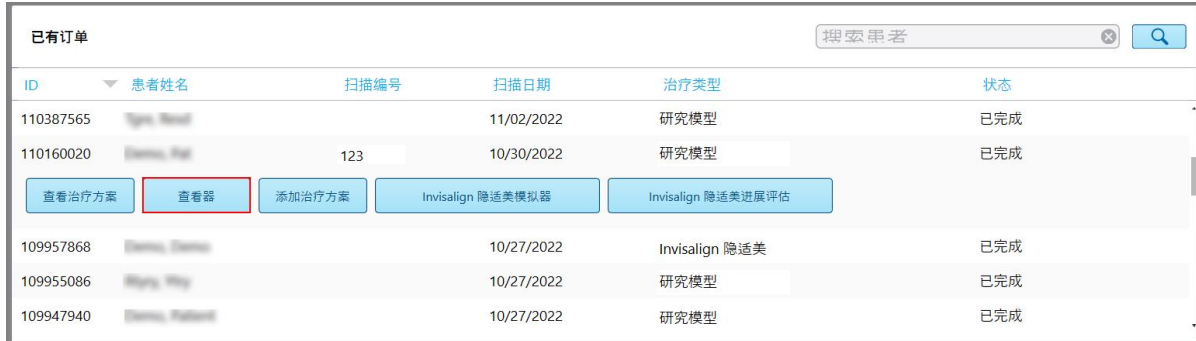 已有订单 搜索患者
ID 患者姓名 扫描编号 扫描日期 治疗类型 状态
110387565 11/02/2022 研究模型 已完成
110160020 123 10/30/2022 研究模型 已完成
查看治疗方案 查看器 添加治疗方案 Invisalign 隐适美模拟器 Invisalign 隐适美进展评估
109957868 10/27/2022 Invisalign 隐适美 已完成
109955086 10/27/2022 研究模型 已完成
109947940 10/27/2022 研究模型 已完成